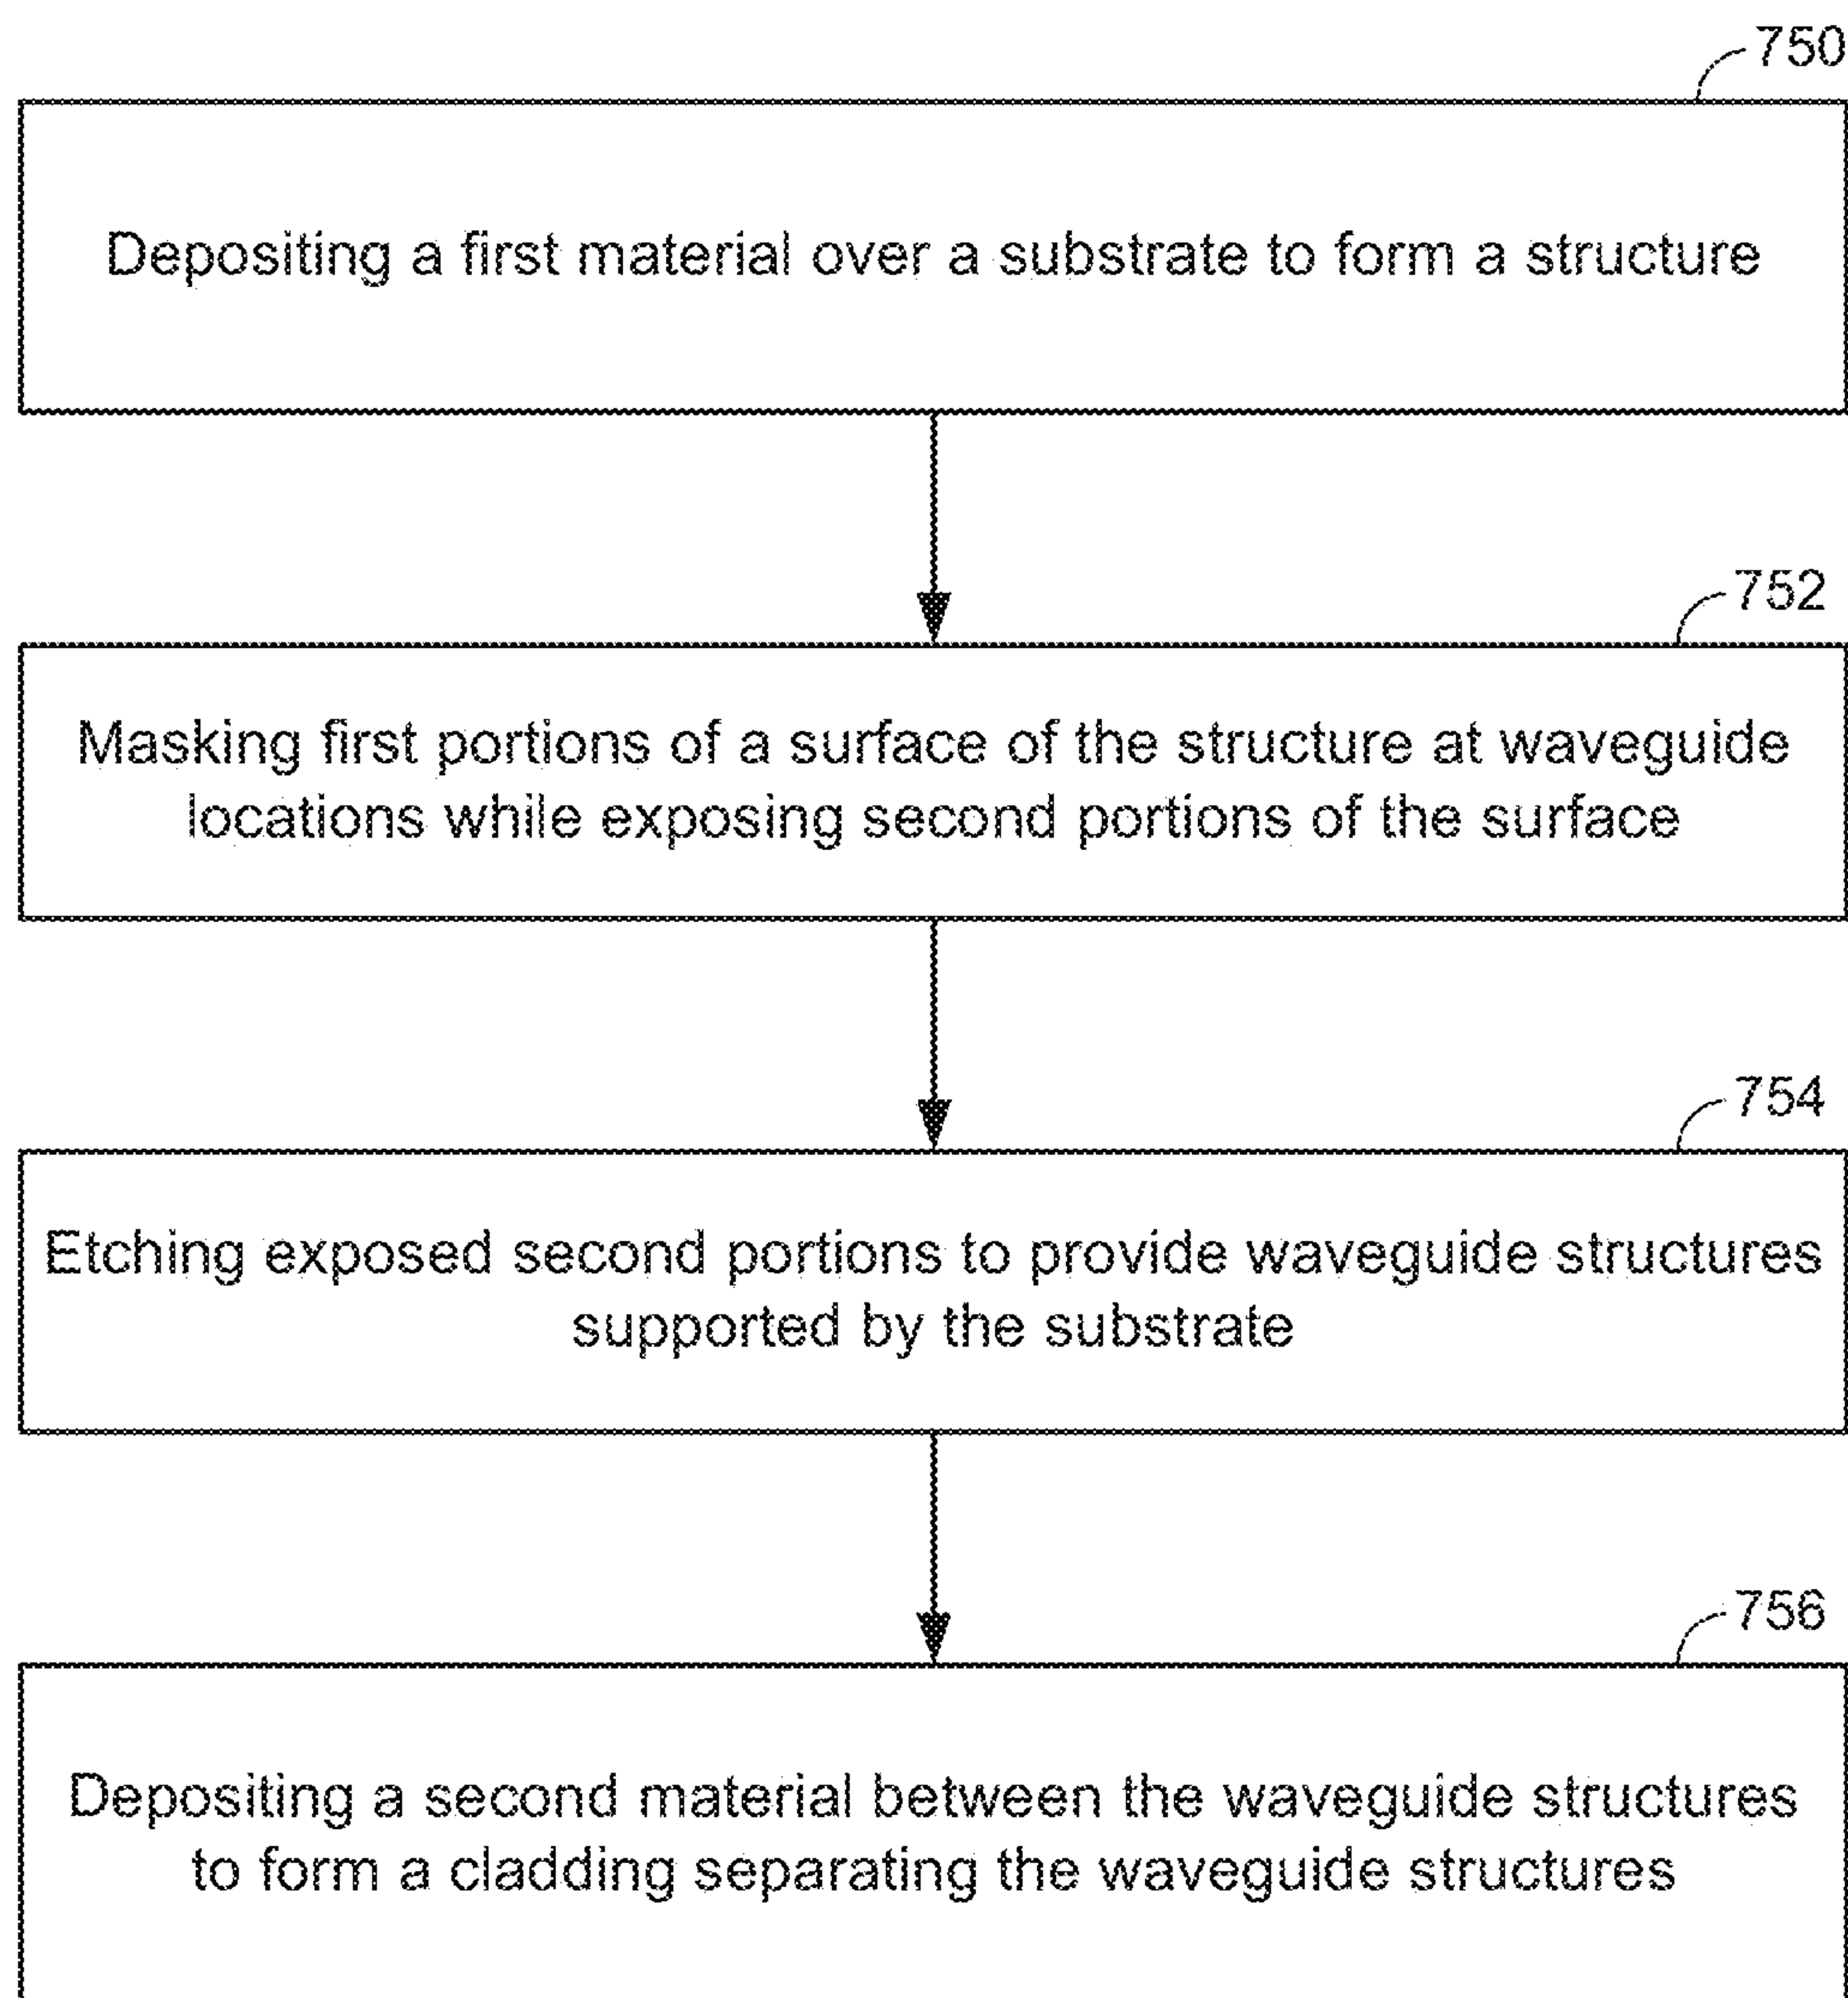 750
Depositing a first material over a substrate to form a structure
752
Masking first portions of a surface of the structure at waveguide
locations while exposing second portions of the surface
754
Etching exposed second portions to provide waveguide structures
supported by the substrate
756
Depositing a second material between the waveguide structures
to form a cladding separating the waveguide structures